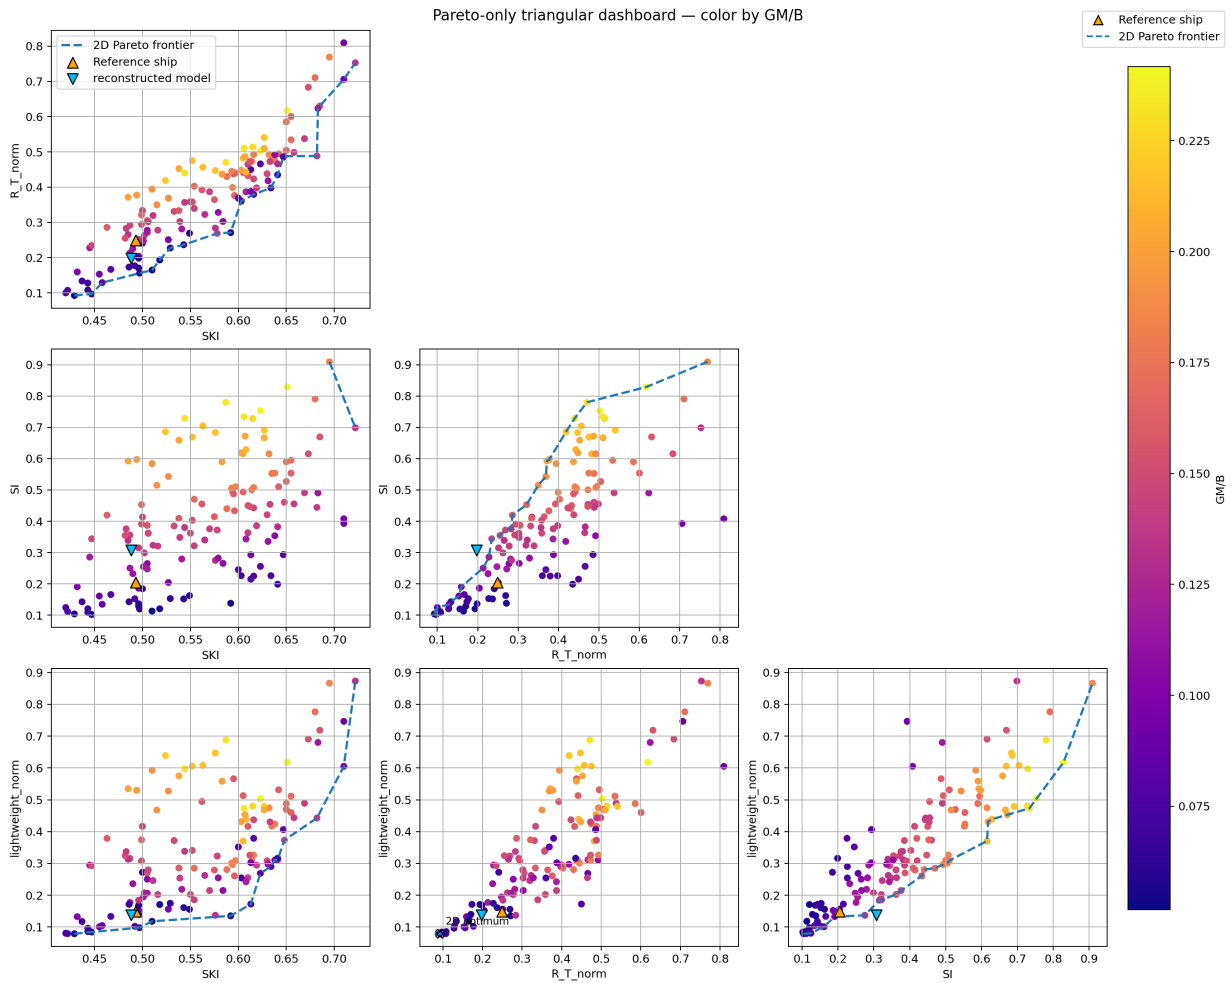 Pareto-only triangular dashboard — color by GM/B
Reference ship
2D Pareto frontier
2D Pareto frontier
Reference ship
reconstructed model
R_T_norm
0.8
0.7
0.6
0.5
0.4
0.3
0.2
0.1
0.45 0.50 0.55 0.60 0.65 0.70
SKI
SI
0.9
0.8
0.7
0.6
0.5
0.4
0.3
0.2
0.1
0.45 0.50 0.55 0.60 0.65 0.70
SKI
SI
0.9
0.8
0.7
0.6
0.5
0.4
0.3
0.2
0.1
0.1 0.2 0.3 0.4 0.5 0.6 0.7 0.8
R_T_norm
lightweight_norm
0.9
0.8
0.7
0.6
0.5
0.4
0.3
0.2
0.1
0.45 0.50 0.55 0.60 0.65 0.70
SKI
lightweight_norm
0.9
0.8
0.7
0.6
0.5
0.4
0.3
0.2
0.1
2D optimum
0.1 0.2 0.3 0.4 0.5 0.6 0.7 0.8
R_T_norm
lightweight_norm
0.9
0.8
0.7
0.6
0.5
0.4
0.3
0.2
0.1
0.1 0.2 0.3 0.4 0.5 0.6 0.7 0.8 0.9
SI
0.225
0.200
0.175
0.150
0.125
0.100
0.075
GM/B